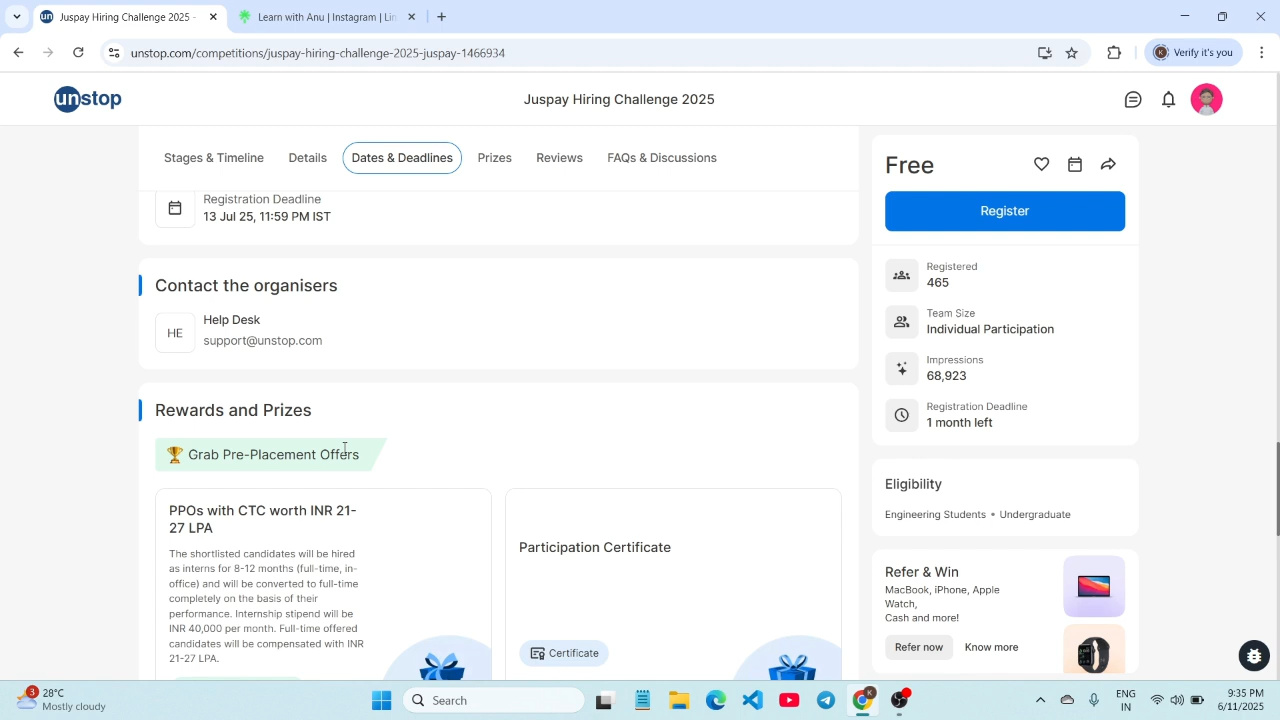 Juspay Hiring Challenge 2025 -
Learn with Anu | Instagram | Lin
unstop.com/competitions/juspay-hiring-challenge-2025-juspay-1466934
K
Verify it's you
unstop
Juspay Hiring Challenge 2025
Stages & Timeline
Details
Dates & Deadlines
Prizes
Reviews
FAQs & Discussions
Registration Deadline
13 Jul 25, 11:59 PM IST
Contact the organisers
HE
Help Desk
support@unstop.com
Rewards and Prizes
Grab Pre-Placement Offers
PPOs with CTC worth INR 21-
27 LPA
The shortlisted candidates will be hired
as interns for 8-12 months (full-time, in-
office) and will be converted to full-time
completely on the basis of their
performance. Internship stipend will be
INR 40,000 per month. Full-time offered
candidates will be compensated with INR
21-27 LPA.
Participation Certificate
Certificate
Free
Register
Registered
465
Team Size
Individual Participation
Impressions
68,923
Registration Deadline
1 month left
Eligibility
Engineering Students • Undergraduate
Refer & Win
MacBook, iPhone, Apple
Watch,
Cash and more!
Refer now
Know more
3
28°C
Mostly cloudy
Search
K
ENG
IN
9:35 PM
6/11/2025